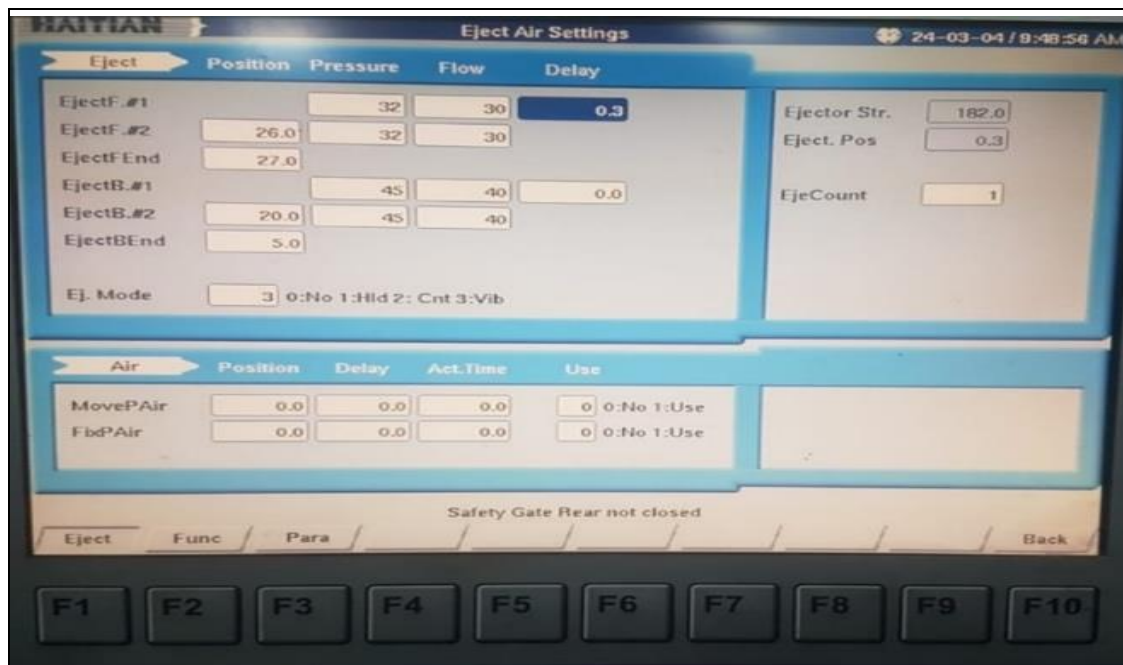 HAITIAN
Eject Air Settings
24-03-04/9:48:56 AM
Eject Position Pressure Flow Delay
EjectF.#1 32 30 0.3
EjectF.#2 26.0 32 30
EjectFEnd 27.0
EjectB.#1 45 40 0.0
EjectB.#2 20.0 45 40
EjectBEnd 5.0
Ej. Mode 3 0:No 1:Hld 2: Cnt 3:Vib
Ejector Str. 182.0
Eject. Pos 0.3
EjeCount 1
Air Position Delay Act.Time Use
MovePAir 0.0 0.0 0.0 0 0:No 1:Use
FixPAir 0.0 0.0 0.0 0 0:No 1:Use
Safety Gate Rear not closed
Eject Func Para Back
F1 F2 F3 F4 F5 F6 F7 F8 F9 F10